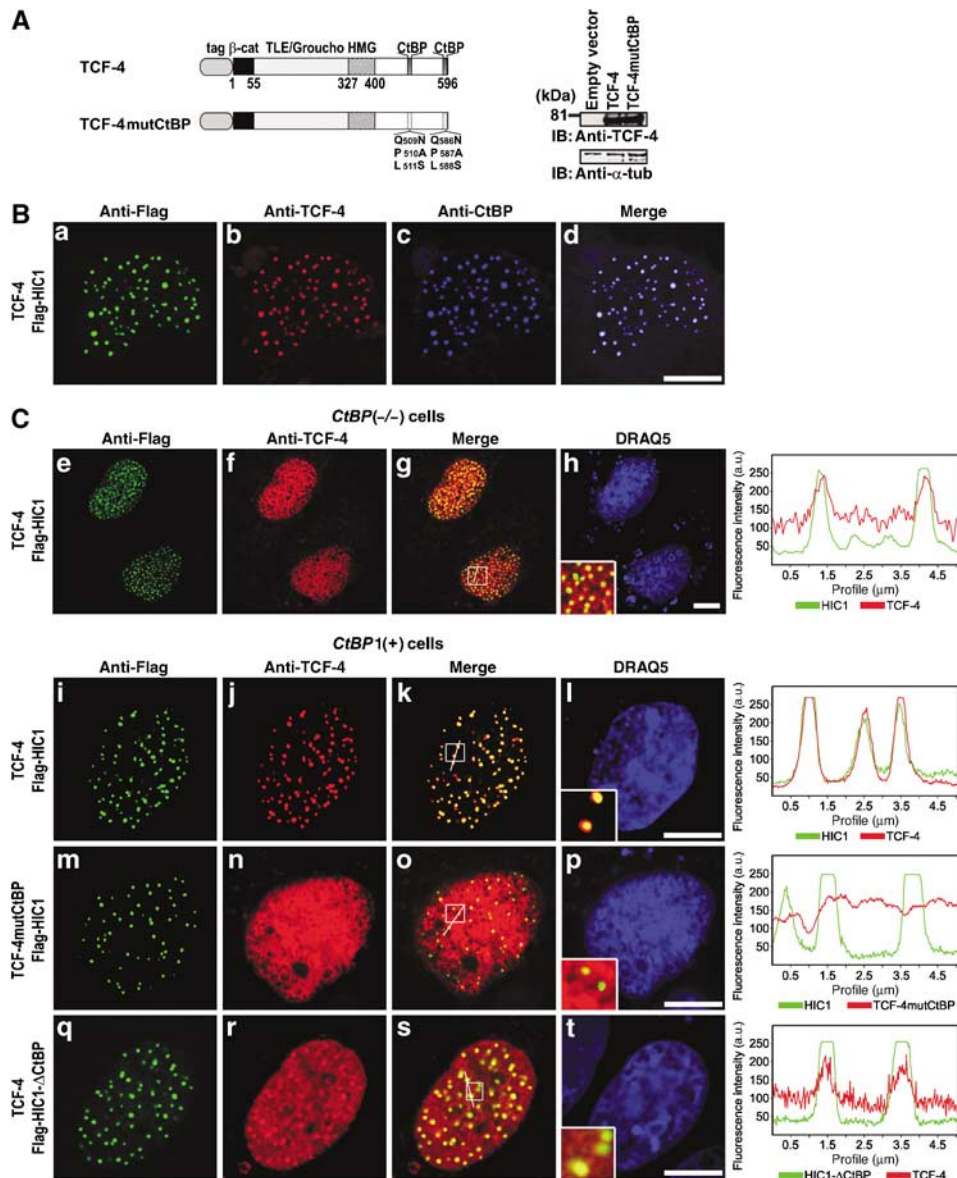 A
tag β-cat TLE/Groucho HMG CtBP CtBP
TCF-4
1 55 327 400 596
TCF-4mutCtBP
Q509N Q586N
P510A P587A
L511S L588S
Empty vector
TCF-4
TCF-4mutCtBP
(kDa)
81
IB: Anti-TCF-4
IB: Anti-α-tub
B
Anti-Flag Anti-TCF-4 Anti-CtBP Merge
TCF-4
Flag-HIC1
a b c d
C
CtBP(–/–) cells
Anti-Flag Anti-TCF-4 Merge DRAQ5
TCF-4
Flag-HIC1
e f g h
Fluorescence intensity (a.u.)
250
200
150
100
50
0.5 1.5 2.5 3.5 4.5
Profile (μm)
HIC1 TCF-4
CtBP1(+) cells
Anti-Flag Anti-TCF-4 Merge DRAQ5
TCF-4
Flag-HIC1
i j k l
Fluorescence intensity (a.u.)
250
200
150
100
50
0.5 1.5 2.5 3.5 4.5
Profile (μm)
HIC1 TCF-4
TCF-4mutCtBP
Flag-HIC1
m n o p
Fluorescence intensity (a.u.)
250
200
150
100
50
0.5 1.5 2.5 3.5 4.5
Profile (μm)
HIC1 TCF-4mutCtBP
TCF-4
Flag-HIC1-ΔCtBP
q r s t
Fluorescence intensity (a.u.)
250
200
150
100
50
0.5 1.5 2.5 3.5 4.5
Profile (μm)
HIC1-ΔCtBP TCF-4